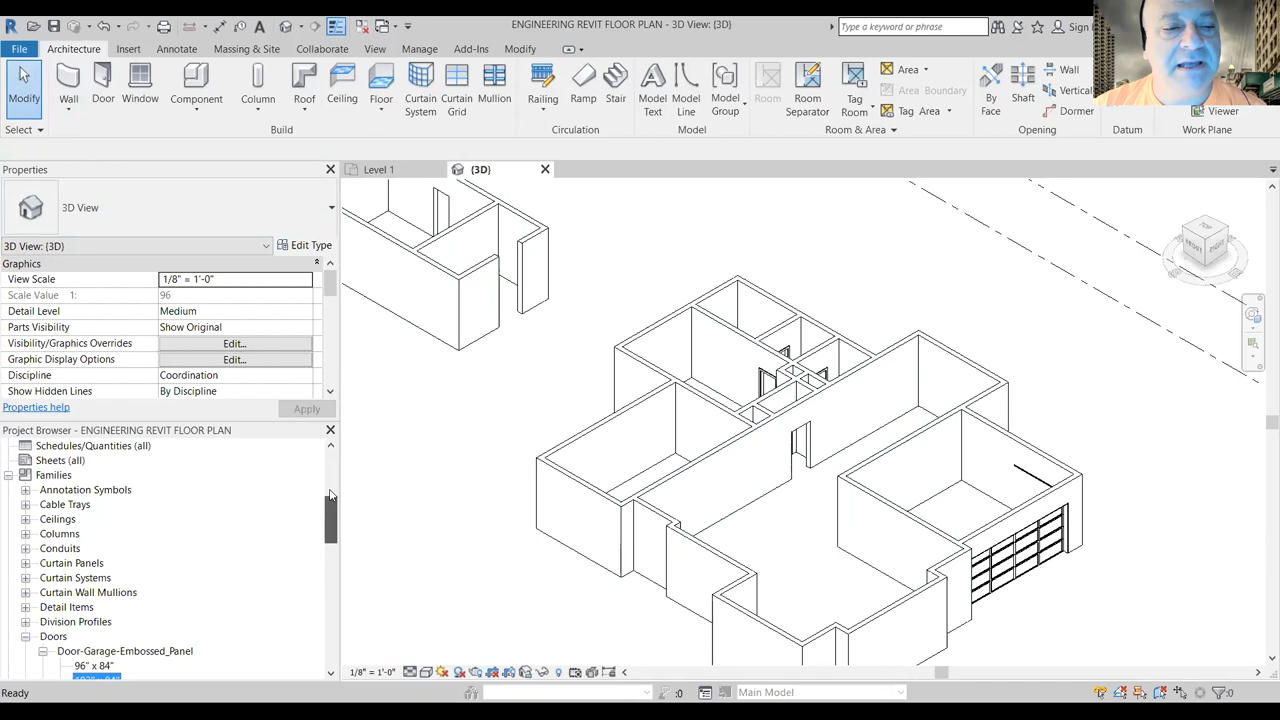 ENGINEERING REVIT FLOOR PLAN - 3D View: {3D}
Type a keyword or phrase
Sign
File Architecture Insert Annotate Massing & Site Collaborate View Manage Add-Ins Modify
Modify Wall Door Window Component Column Roof Ceiling Floor Curtain System Curtain Grid Mullion Railing Ramp Stair Model Text Model Line Model Group Room Room Separator Tag Room Area Area Boundary Tag Area By Face Shaft Wall Vertical Dormer Viewer
Select Build Circulation Model Room & Area Opening Datum Work Plane
Properties
Level 1 {3D}
3D View
3D View: {3D} Edit Type
Graphics
View Scale 1/8" = 1'-0"
Scale Value 1: 96
Detail Level Medium
Parts Visibility Show Original
Visibility/Graphics Overrides Edit...
Graphic Display Options Edit...
Discipline Coordination
Show Hidden Lines By Discipline
Properties help Apply
Project Browser - ENGINEERING REVIT FLOOR PLAN
Schedules/Quantities (all)
Sheets (all)
Families
Annotation Symbols
Cable Trays
Ceilings
Columns
Conduits
Curtain Panels
Curtain Systems
Curtain Wall Mullions
Detail Items
Division Profiles
Doors
Door-Garage-Embossed_Panel
96" x 84"
TOP
FRONT
RIGHT
1/8" = 1'-0"
Ready :0 Main Model :0